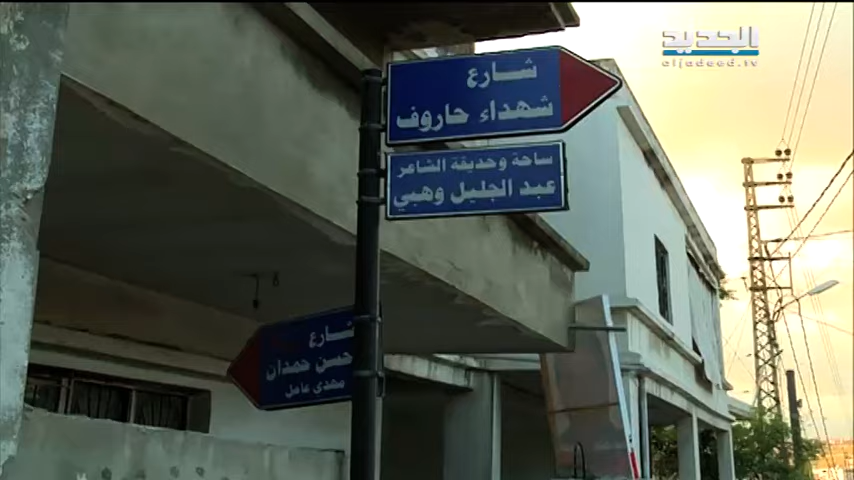 الجديد
aljadeed.tv
شارع
شهداء حاروف
ساحة وحديقة الشاعر
عبد الجليل وهبي
شارع
حسن حمدان
مهدي عامل